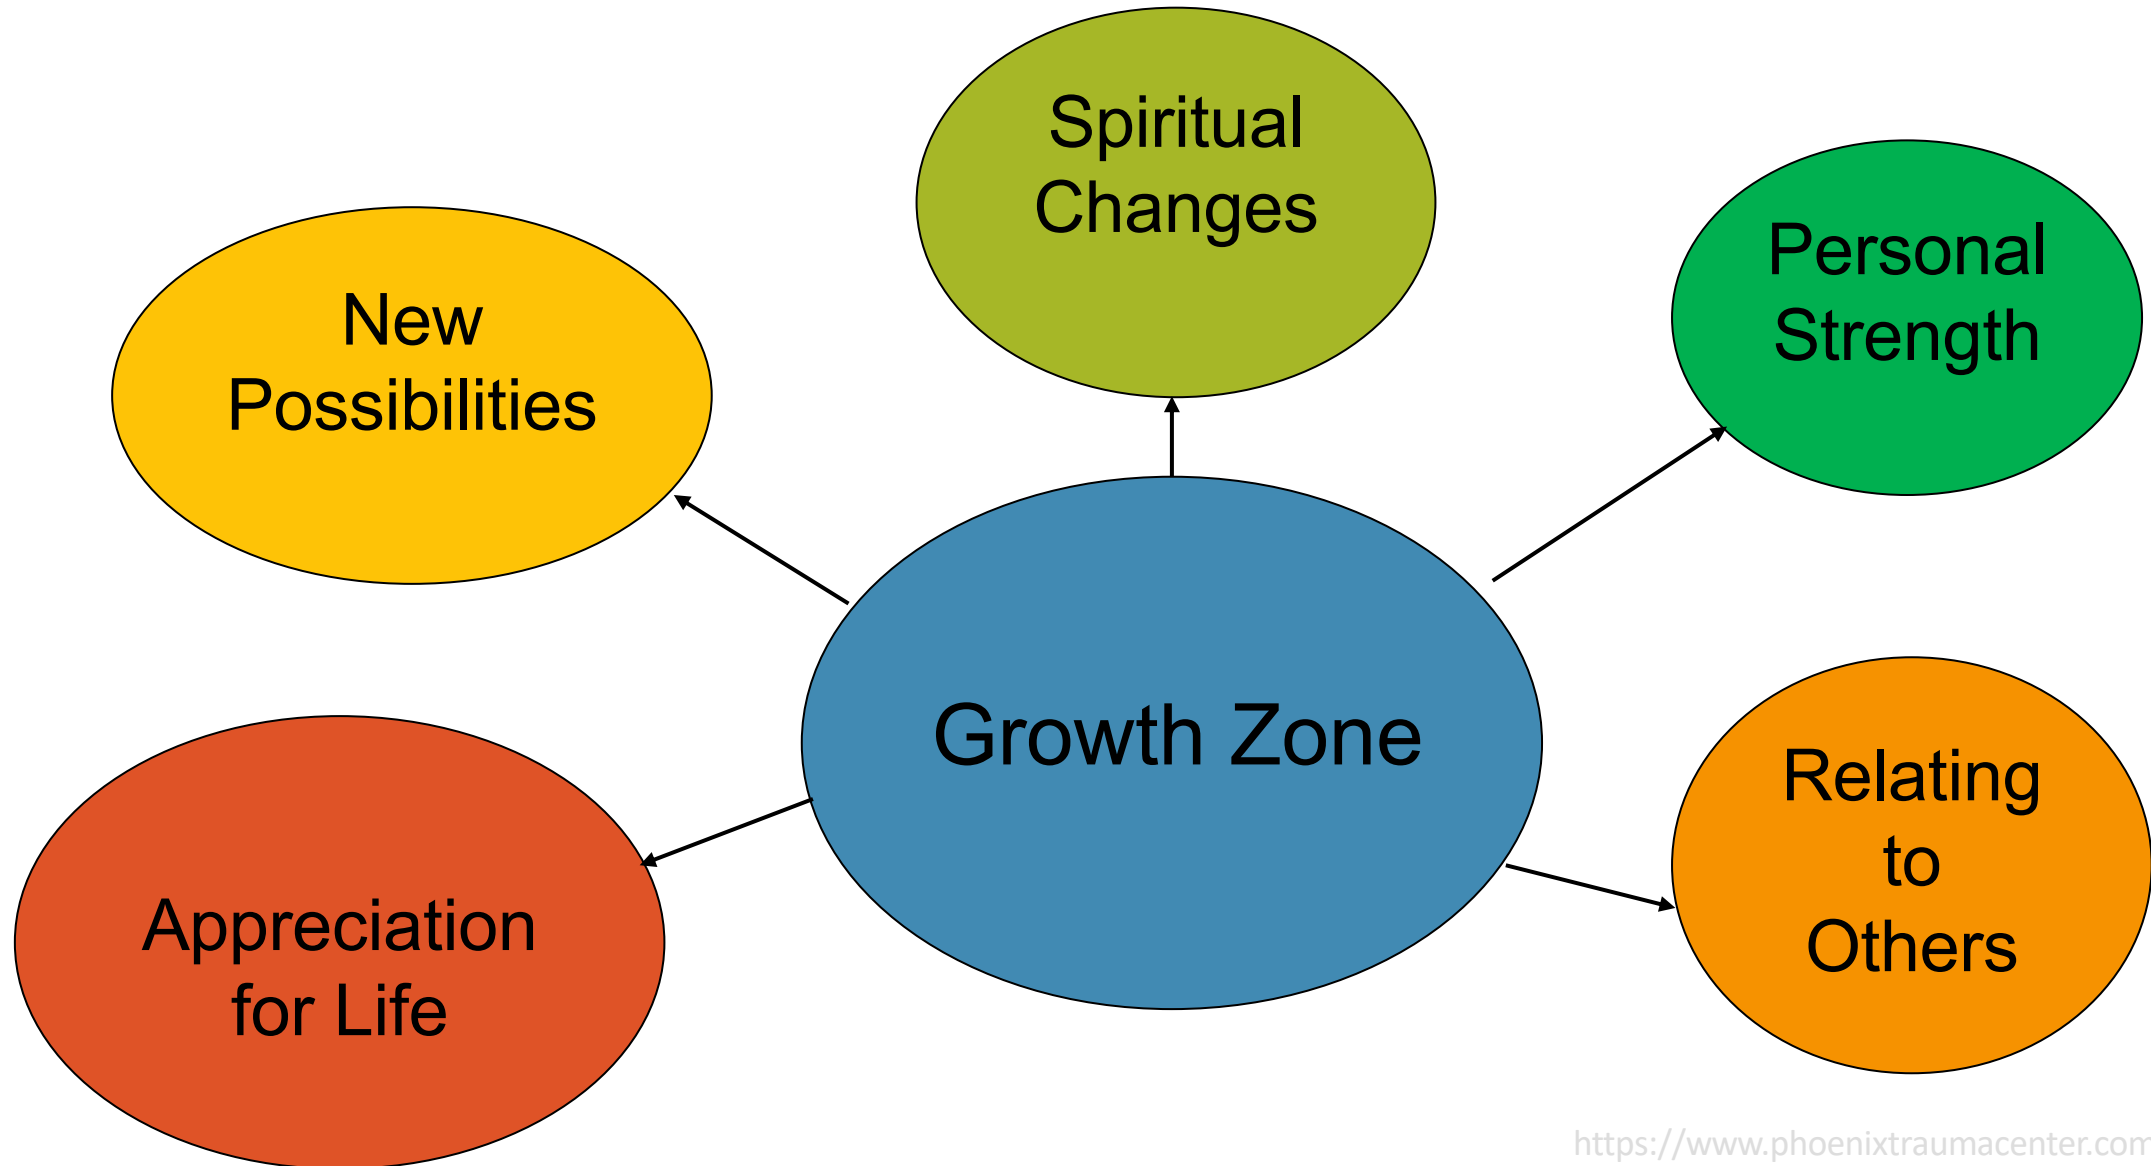 Spiritual
Changes
Personal
Strength
New
Possibilities
Growth Zone
Relating
to
Others
Appreciation
for Life
https://www.phoenixtraumacenter.com